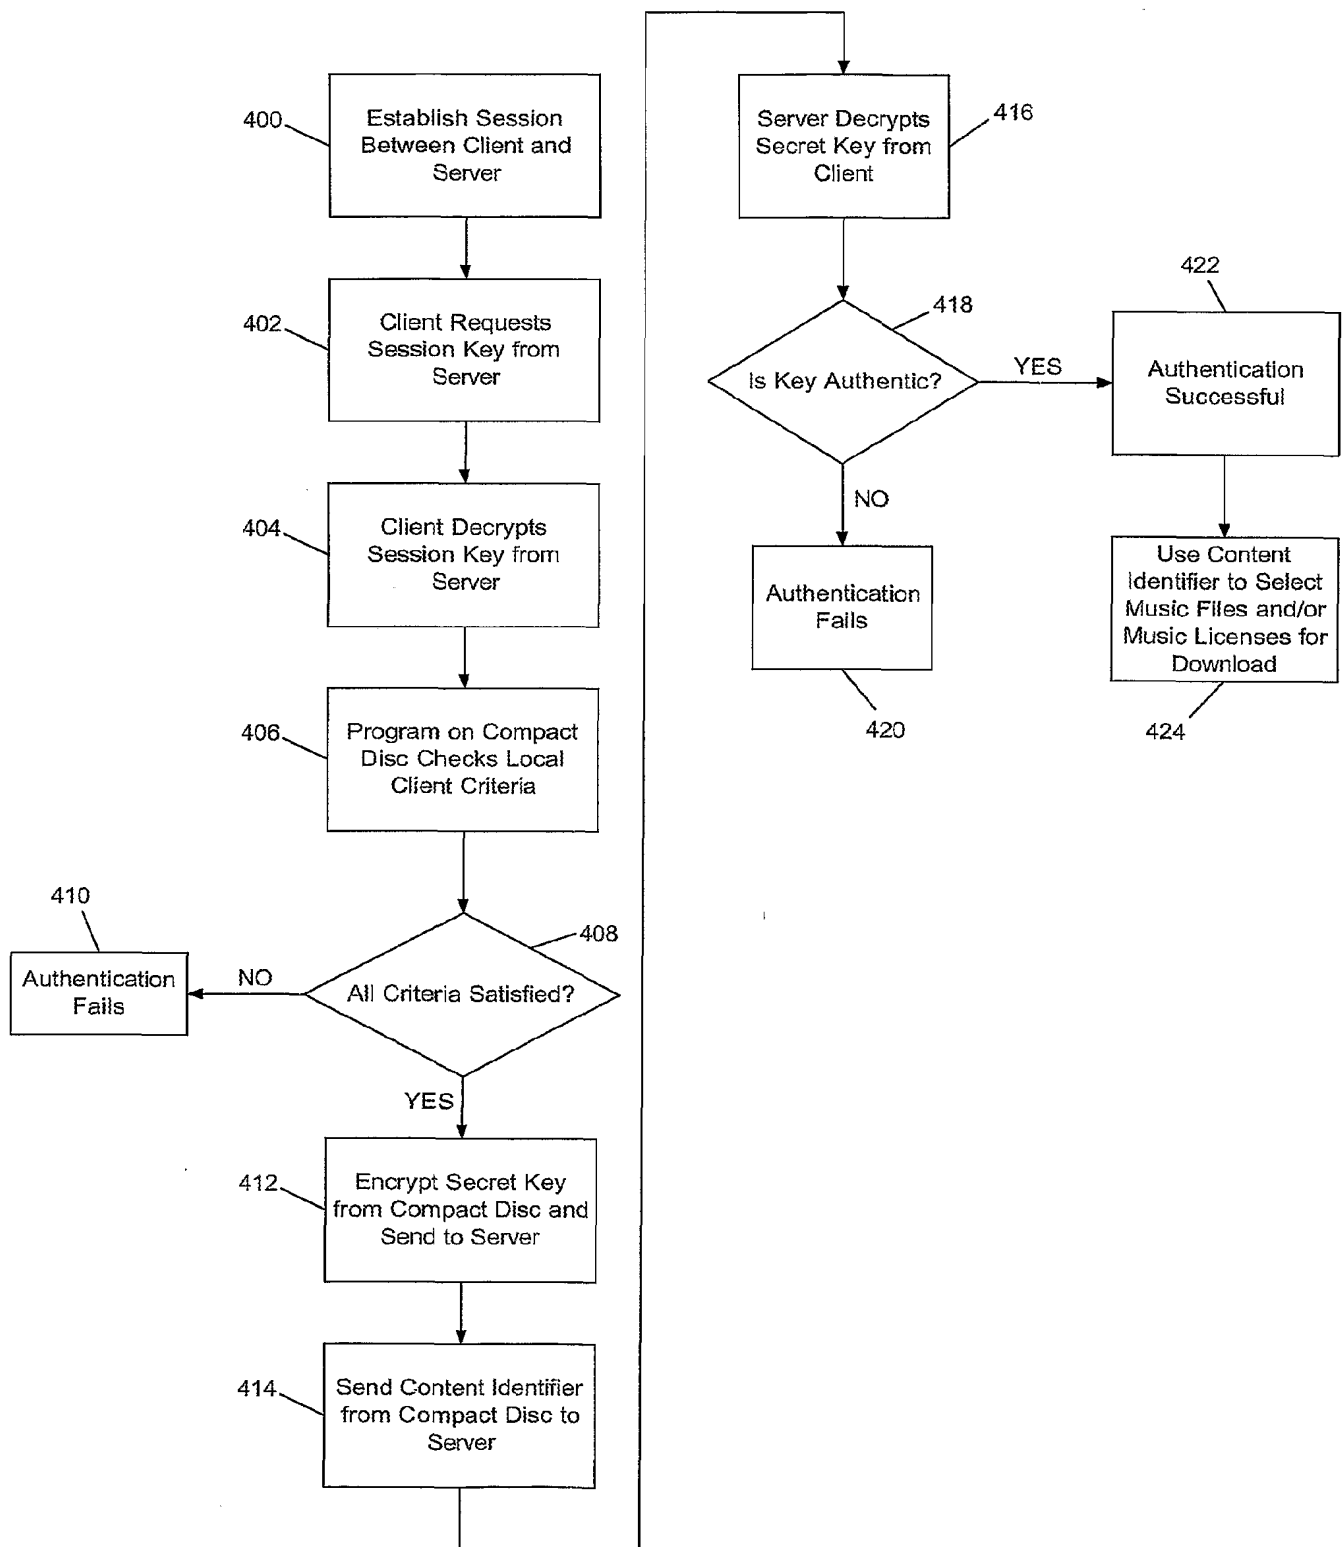 400
Establish Session
Between Client and
Server
402
Client Requests
Session Key from
Server
404
Client Decrypts
Session Key from
Server
406
Program on Compact
Disc Checks Local
Client Criteria
408
All Criteria Satisfied?
NO
410
Authentication
Fails
YES
412
Encrypt Secret Key
from Compact Disc and
Send to Server
414
Send Content Identifier
from Compact Disc to
Server
416
Server Decrypts
Secret Key from
Client
418
Is Key Authentic?
NO
Authentication
Fails
420
YES
422
Authentication
Successful
Use Content
Identifier to Select
Music Files and/or
Music Licenses for
Download
424